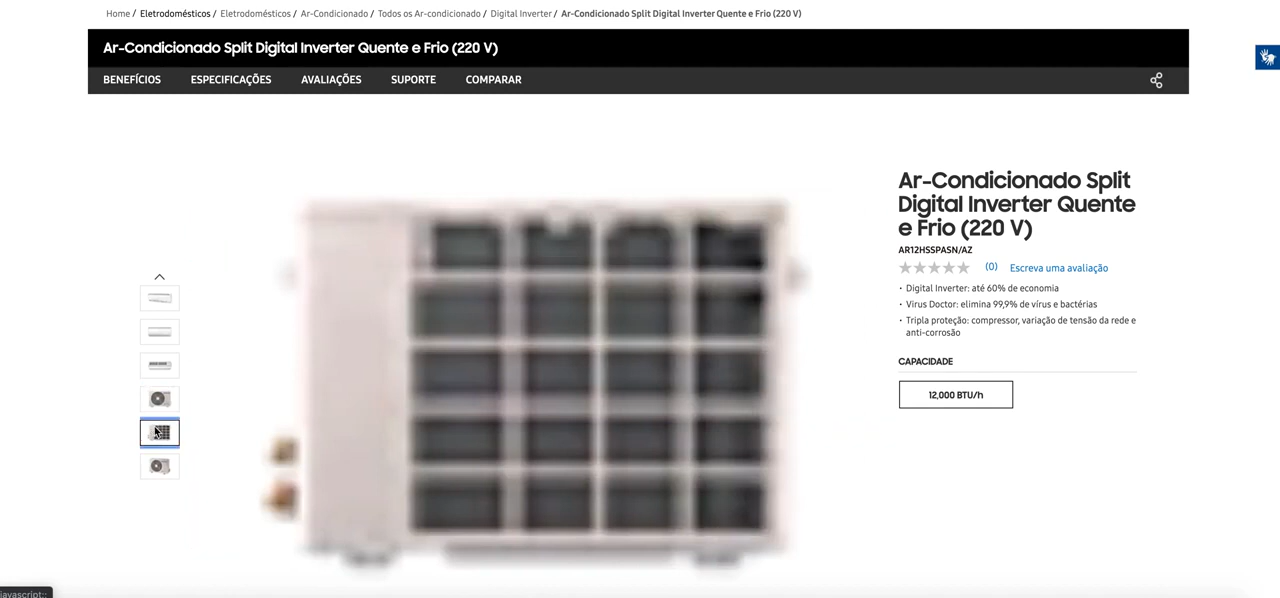 Home / Eletrodomésticos / Eletrodomésticos / Ar-Condicionado / Todos os Ar-condicionado / Digital Inverter / Ar-Condicionado Split Digital Inverter Quente e Frio (220 V)
Ar-Condicionado Split Digital Inverter Quente e Frio (220 V)
BENEFÍCIOS ESPECIFICAÇÕES AVALIAÇÕES SUPORTE COMPARAR
Ar-Condicionado Split
Digital Inverter Quente
e Frio (220 V)
AR12HSSPASN/AZ
(0) Escreva uma avaliação
• Digital Inverter: até 60% de economia
• Virus Doctor: elimina 99,9% de vírus e bactérias
• Tripla proteção: compressor, variação de tensão da rede e
anti-corrosão
CAPACIDADE
12,000 BTU/h
javascript:;